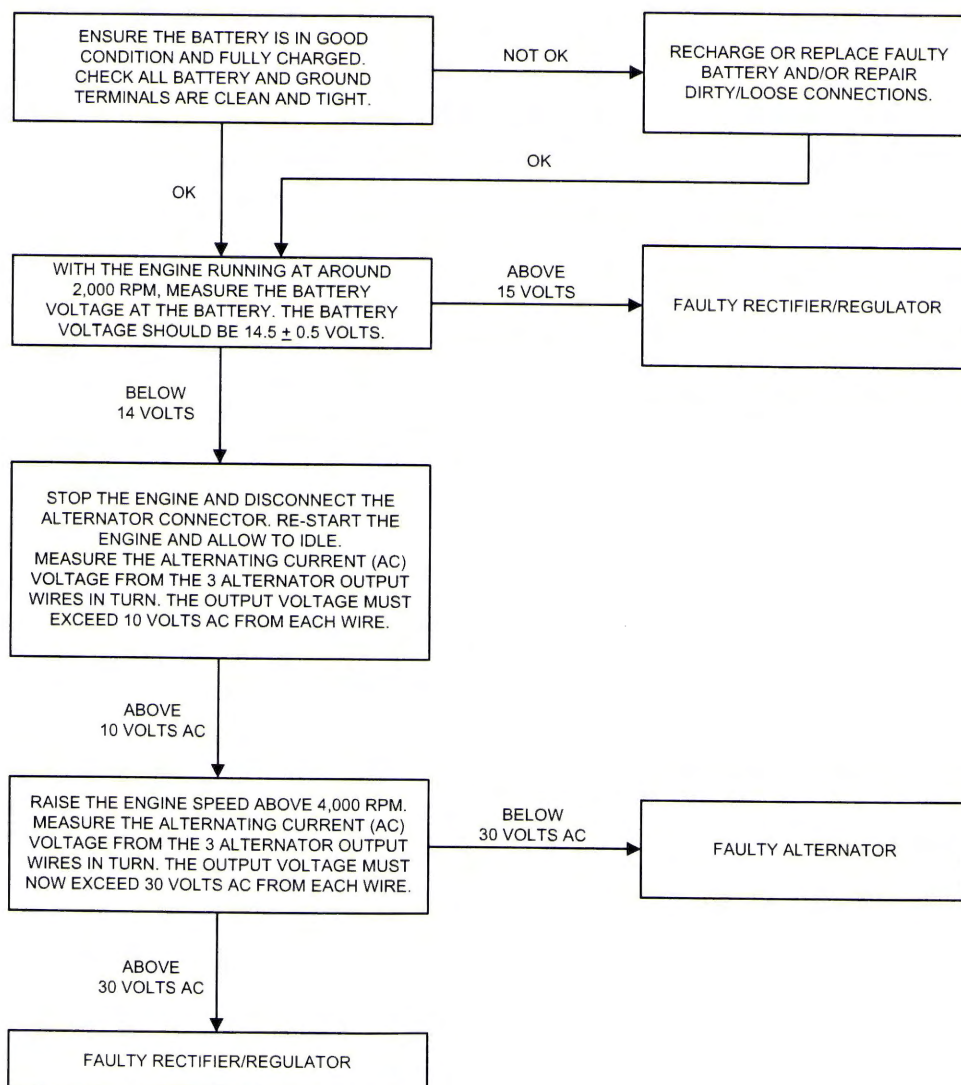 ENSURE THE BATTERY IS IN GOOD
CONDITION AND FULLY CHARGED.
CHECK ALL BATTERY AND GROUND
TERMINALS ARE CLEAN AND TIGHT.
NOT OK
RECHARGE OR REPLACE FAULTY
BATTERY AND/OR REPAIR
DIRTY/LOOSE CONNECTIONS.
OK
OK
WITH THE ENGINE RUNNING AT AROUND
2,000 RPM, MEASURE THE BATTERY
VOLTAGE AT THE BATTERY. THE BATTERY
VOLTAGE SHOULD BE 14.5 ± 0.5 VOLTS.
ABOVE
15 VOLTS
FAULTY RECTIFIER/REGULATOR
BELOW
14 VOLTS
STOP THE ENGINE AND DISCONNECT THE
ALTERNATOR CONNECTOR. RE-START THE
ENGINE AND ALLOW TO IDLE.
MEASURE THE ALTERNATING CURRENT (AC)
VOLTAGE FROM THE 3 ALTERNATOR OUTPUT
WIRES IN TURN. THE OUTPUT VOLTAGE MUST
EXCEED 10 VOLTS AC FROM EACH WIRE.
ABOVE
10 VOLTS AC
RAISE THE ENGINE SPEED ABOVE 4,000 RPM.
MEASURE THE ALTERNATING CURRENT (AC)
VOLTAGE FROM THE 3 ALTERNATOR OUTPUT
WIRES IN TURN. THE OUTPUT VOLTAGE MUST
NOW EXCEED 30 VOLTS AC FROM EACH WIRE.
BELOW
30 VOLTS AC
FAULTY ALTERNATOR
ABOVE
30 VOLTS AC
FAULTY RECTIFIER/REGULATOR